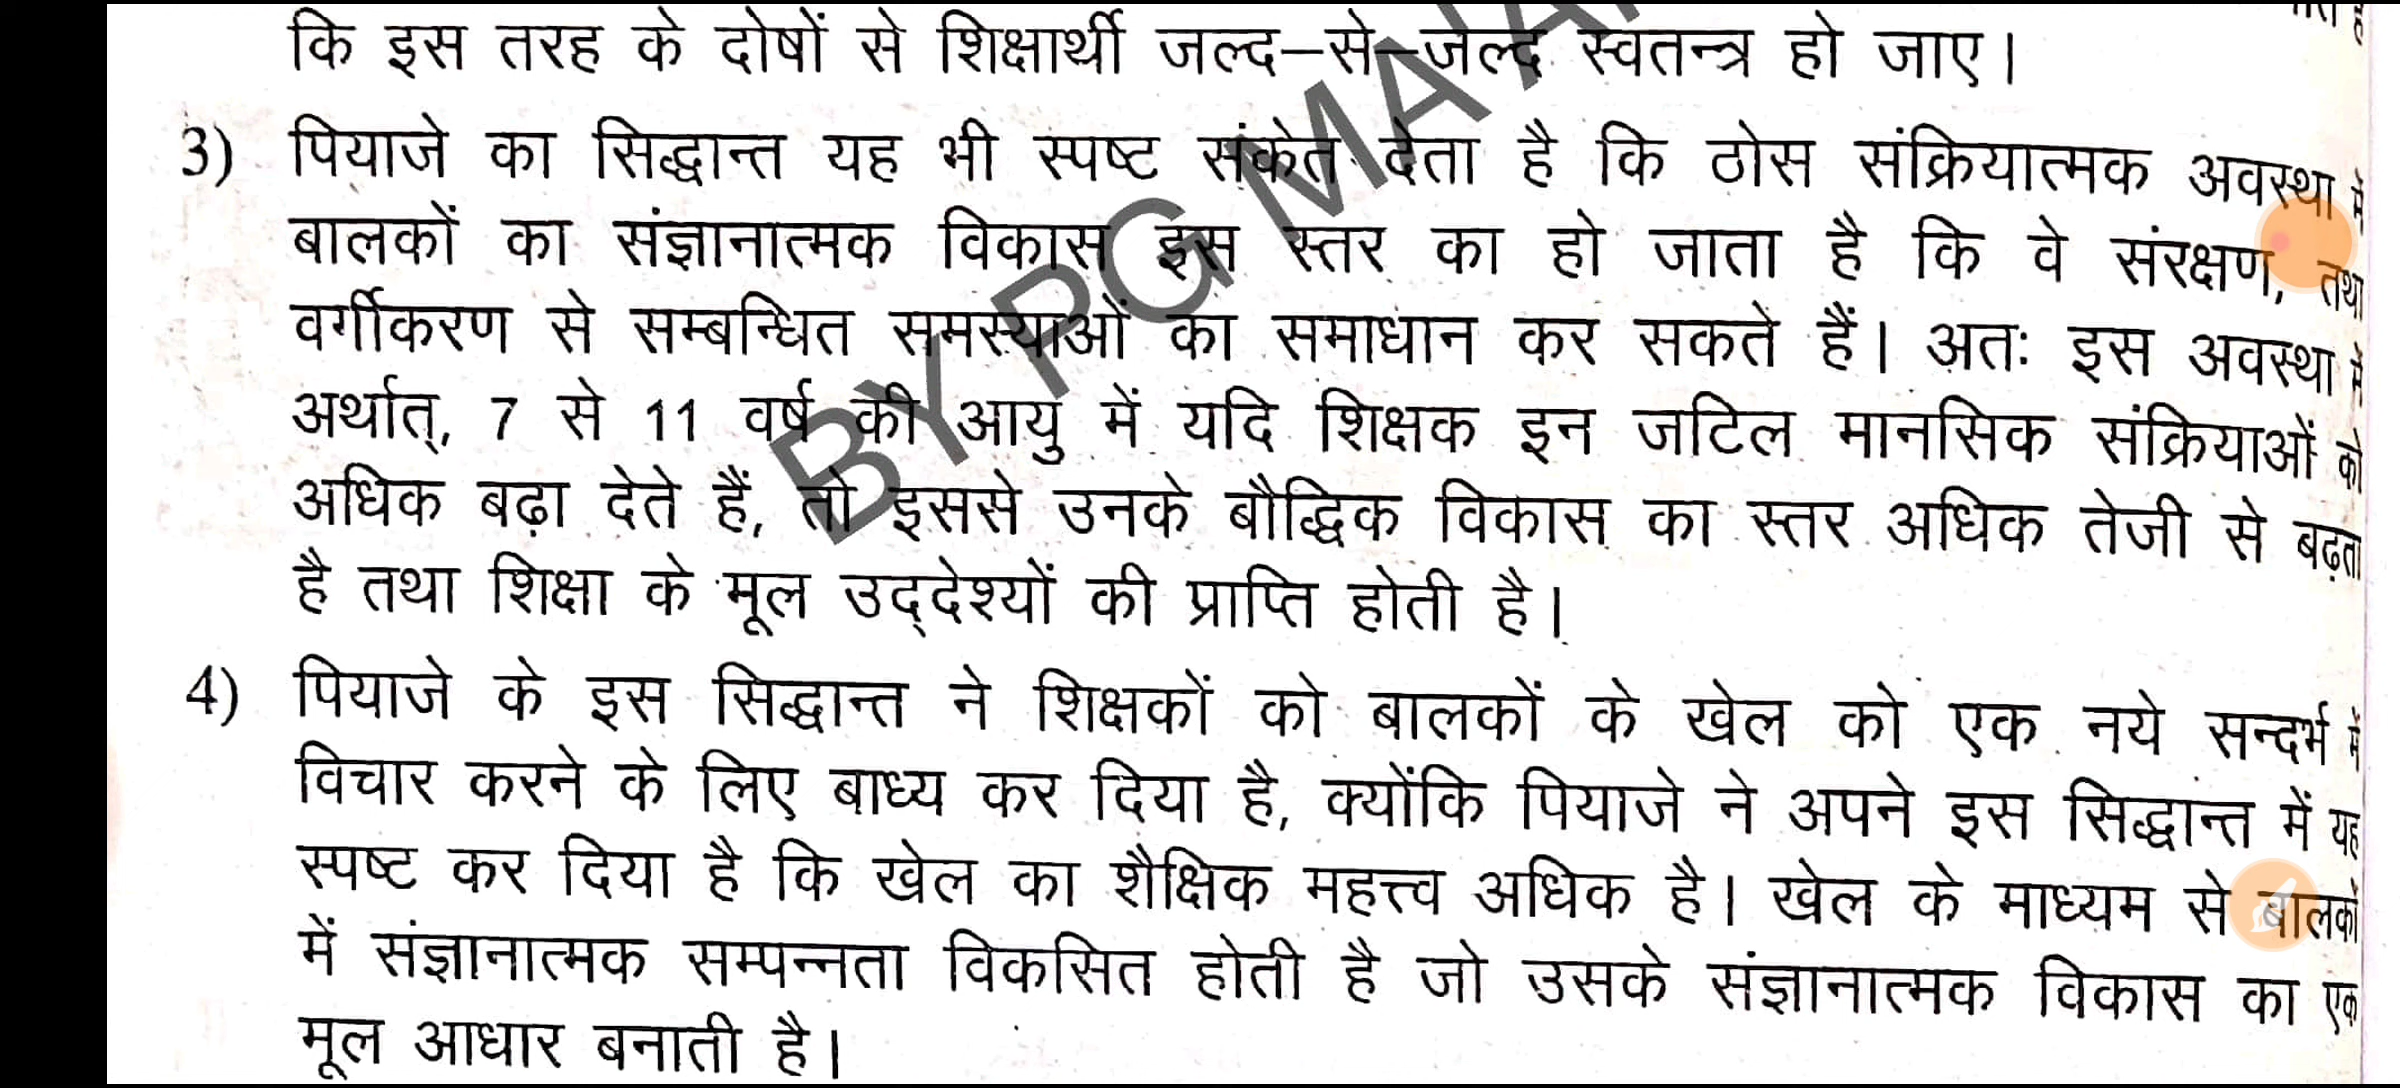 कि इस तरह के दोषों से शिक्षार्थी जल्द–से–जल्द स्वतन्त्र हो जाए।
3) पियाजे का सिद्धान्त यह भी स्पष्ट संकेत देता है कि ठोस संक्रियात्मक अवस्था में
बालकों का संज्ञानात्मक विकास इस स्तर का हो जाता है कि वे संरक्षण, तथा
वर्गीकरण से सम्बन्धित समस्याओं का समाधान कर सकते हैं। अतः इस अवस्था में
अर्थात्, 7 से 11 वर्ष की आयु में यदि शिक्षक इन जटिल मानसिक संक्रियाओं को
अधिक बढ़ा देते हैं, तो इससे उनके बौद्धिक विकास का स्तर अधिक तेजी से बढ़ता
है तथा शिक्षा के मूल उद्देश्यों की प्राप्ति होती है।
4) पियाजे के इस सिद्धान्त ने शिक्षकों को बालकों के खेल को एक नये सन्दर्भ में
विचार करने के लिए बाध्य कर दिया है, क्योंकि पियाजे ने अपने इस सिद्धान्त में यह
स्पष्ट कर दिया है कि खेल का शैक्षिक महत्त्व अधिक है। खेल के माध्यम से बालकों
में संज्ञानात्मक सम्पन्नता विकसित होती है जो उसके संज्ञानात्मक विकास का एक
मूल आधार बनाती है।
BY PG